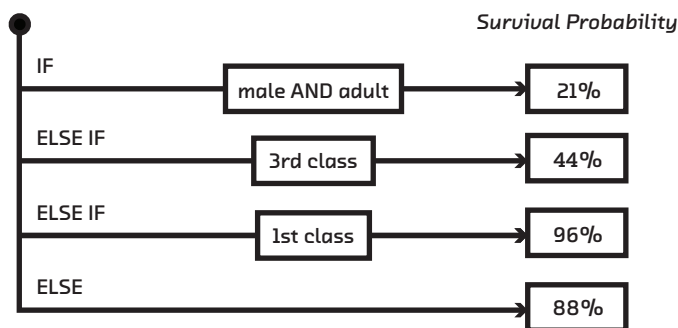 Survival Probability
IF
male AND adult
21%
ELSE IF
3rd class
44%
ELSE IF
1st class
96%
ELSE
88%